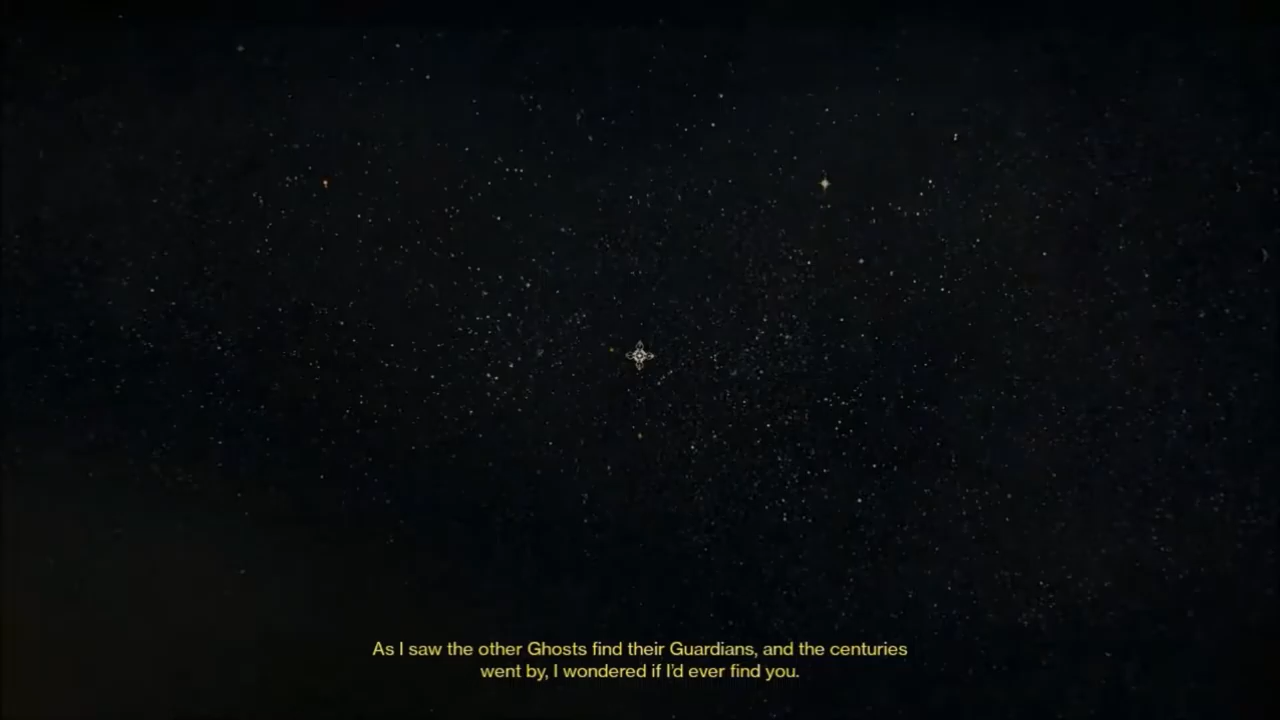 As I saw the other Ghosts find their Guardians, and the centuries
went by, I wondered if I'd ever find you.